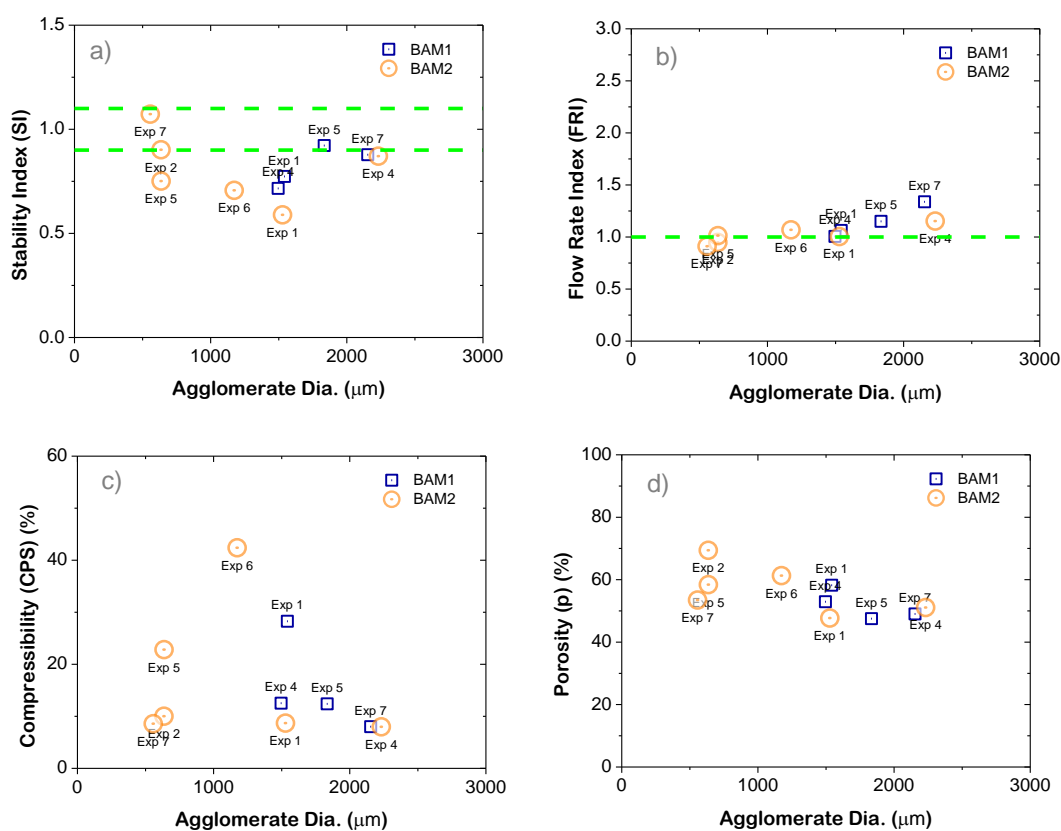 a)
BAM1
BAM2
1.5
1.0
0.5
0.0
Stability Index (SI)
Exp 7
Exp 2
Exp 5
Exp 6
Exp 1
Exp 4
Exp 1
Exp 5
Exp 7
Exp 4
0
1000
2000
3000
Agglomerate Dia. (μm)
b)
BAM1
BAM2
3.0
2.5
2.0
1.5
1.0
0.5
0.0
Flow Rate Index (FRI)
Exp 7
Exp 5
Exp 1
Exp 4
Exp 5
Exp 2
Exp 7
Exp 6
Exp 1
Exp 4
0
1000
2000
3000
Agglomerate Dia. (μm)
c)
BAM1
BAM2
60
40
20
0
Compressibility (CPS) (%)
Exp 6
Exp 1
Exp 5
Exp 4
Exp 5
Exp 7
Exp 2
Exp 7
Exp 1
Exp 4
0
1000
2000
3000
Agglomerate Dia. (μm)
d)
BAM1
BAM2
100
80
60
40
20
0
Porosity (p) (%)
Exp 2
Exp 1
Exp 4
Exp 6
Exp 5
Exp 7
Exp 5
Exp 7
Exp 1
Exp 4
0
1000
2000
3000
Agglomerate Dia. (μm)